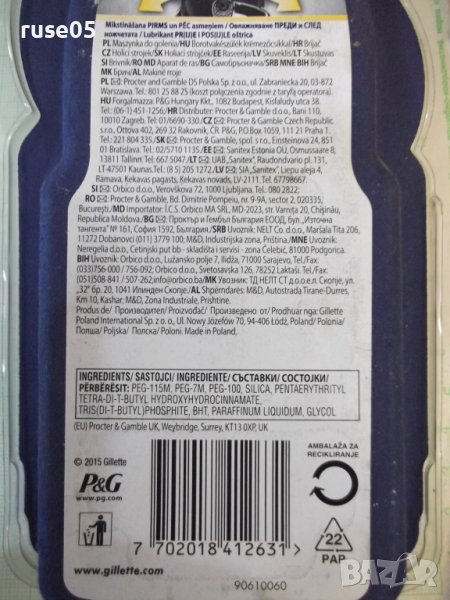 ruse05
Mikstināšana PIRMS un PĒC asmeņiem / Овлажняване ПРЕДИ и СЛЕД
ножчетата / Lubrikant PRIJE I POSLIJE oštrica
PL Maszynka do golenia/HU Borotvakészülék krémezőcsíkkal/HR Brijač
CZ Holicí strojek/SK Holiaci strojček/EE Raseerija/LV Skuveklis/LT Skustuvas
SI Brivnik/RO MD Aparat de ras/BG Самобръсначка/SRB MNE BIH Brijač
MK Бричač/AL Makinë rroje
PL Procter and Gamble DS Polska Sp. z o.o., ul. Zabraniecka 20, 03-872
Warszawa. Tel: 801 25 88 25 (koszt połączenia zgodnie z taryfą operatora).
HU Forgalmazza: P&G Hungary Kkt., 1082 Budapest, Kisfaludy utca 38.
Tel: (06-1) 451-1256/HR Distributer: Procter & Gamble d.o.o., Bani 110,
10010 Zagreb Tel: 01/6690-330/CZ Procter & Gamble Czech Republic
s.r.o., Ottova 402, 269 32 Rakovník, ČR, P&G, P.O.BOX 1059, 111 21 Praha 1.
Tel.: 221 804 335/SK Procter & Gamble, spol. s r.o., Einsteinova 24, 851
01 Bratislava Tel.: 02/5710 1135/EE Sanitex Estonia OÜ, Osmussaare 8,
13811 Tallinn Tel: 667 5047/LT UAB „Sanitex", Raudondvario pl. 131,
LT-47501 Kaunas.Tel: (8 5) 205 1272/LV SIA „Sanitex", Liepu aleja 4,
Rāmava, Ķekavas pagasts, Ķekavas novads, LV-2111. Tel. 67798667.
SI Orbico d.o.o., Verovškova 72, 1000 Ljubljana. Tel.: 080 2822;
RO Procter & Gamble, Bd. Dimitrie Pompeiu, nr. 9-9A, sector 2, 020335,
București./MD Importator: Î.C.S. Orbico MA SRL, MD-2023, str. Varnița 20, Chișinău,
Republica Moldova/BG Проктър и Гембъл България ЕООД, бул. „Източна
тангента" № 161, София 1592, България/SRB Uvoznik: NELT Co. d.o.o., Maršala Tita 206,
11272 Dobanovci (011) 3779 100; M&D, Industrijska zona, Priština/MNE Uvoznik:
Neregelia d.o.o., Cetinjski put bb - skladišta i servisi - zona Čelebić, Podgorica/
BIH Uvoznik: Orbico d.o.o., Lužansko polje 7, Ilidža, 71000 Sarajevo, Tel./Fax:
(033)756-000 / 756-092; Orbico d.o.o., Svetosavska 126, 78252 Laktaši. Tel./Fax.
(051)508-841 / 507-262,info@orbico.ba/MK Увозник: ТД НЕЛТ СТ д.о.о.ел. Скопје, ул.
„32" бр. 20, 1041 Илинден Скопје/AL Shpërndarës: M&D, Autostrada Tirane-Durres,
Km 10, Kashar; M&D, Zona Industriale, Prishtine.
Produs de/ Proizvoditel/ Proizvođač/ Произведено от/ Prodhuar nga: Gillette
Poland International Sp. z o. o., Ul. Nowy Józefów 70, 94-406 Łódź, Poland/Polonia/
Полша/Poljska /Полска/ Poloni. Made in Poland.
INGREDIENTS/ SASTOJCI/ INGREDIENTE/ СЪСТАВКИ/ СОСТОЈКИ/
PËRBËRËSIT: PEG-115M, PEG-7M, PEG-100, SILICA, PENTAERYTHRITYL
TETRA-DI-T-BUTYL HYDROXYHYDROCINNAMATE,
TRIS(DI-T-BUTYL)PHOSPHITE, BHT, PARAFFINUM LIQUIDUM, GLYCOL
(EU) Procter & Gamble UK, Weybridge, Surrey, KT13 0XP, UK
© 2015 Gillette
P&G
www.pg.com
AMBALAŽA ZA
RECIKLIRANJE
22
PAP
7 702018 412631 >
www.gillette.com
90610060
BAZAR